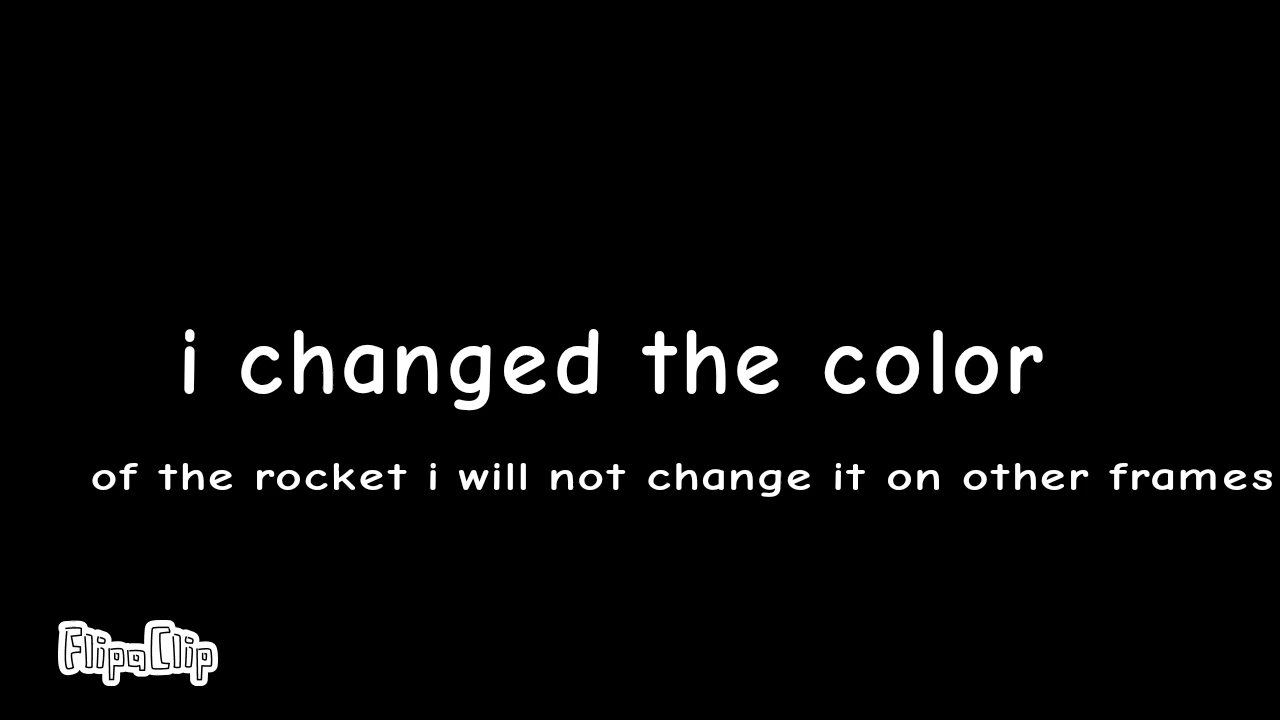 i changed the color
of the rocket i will not change it on other frames
FlipaClip